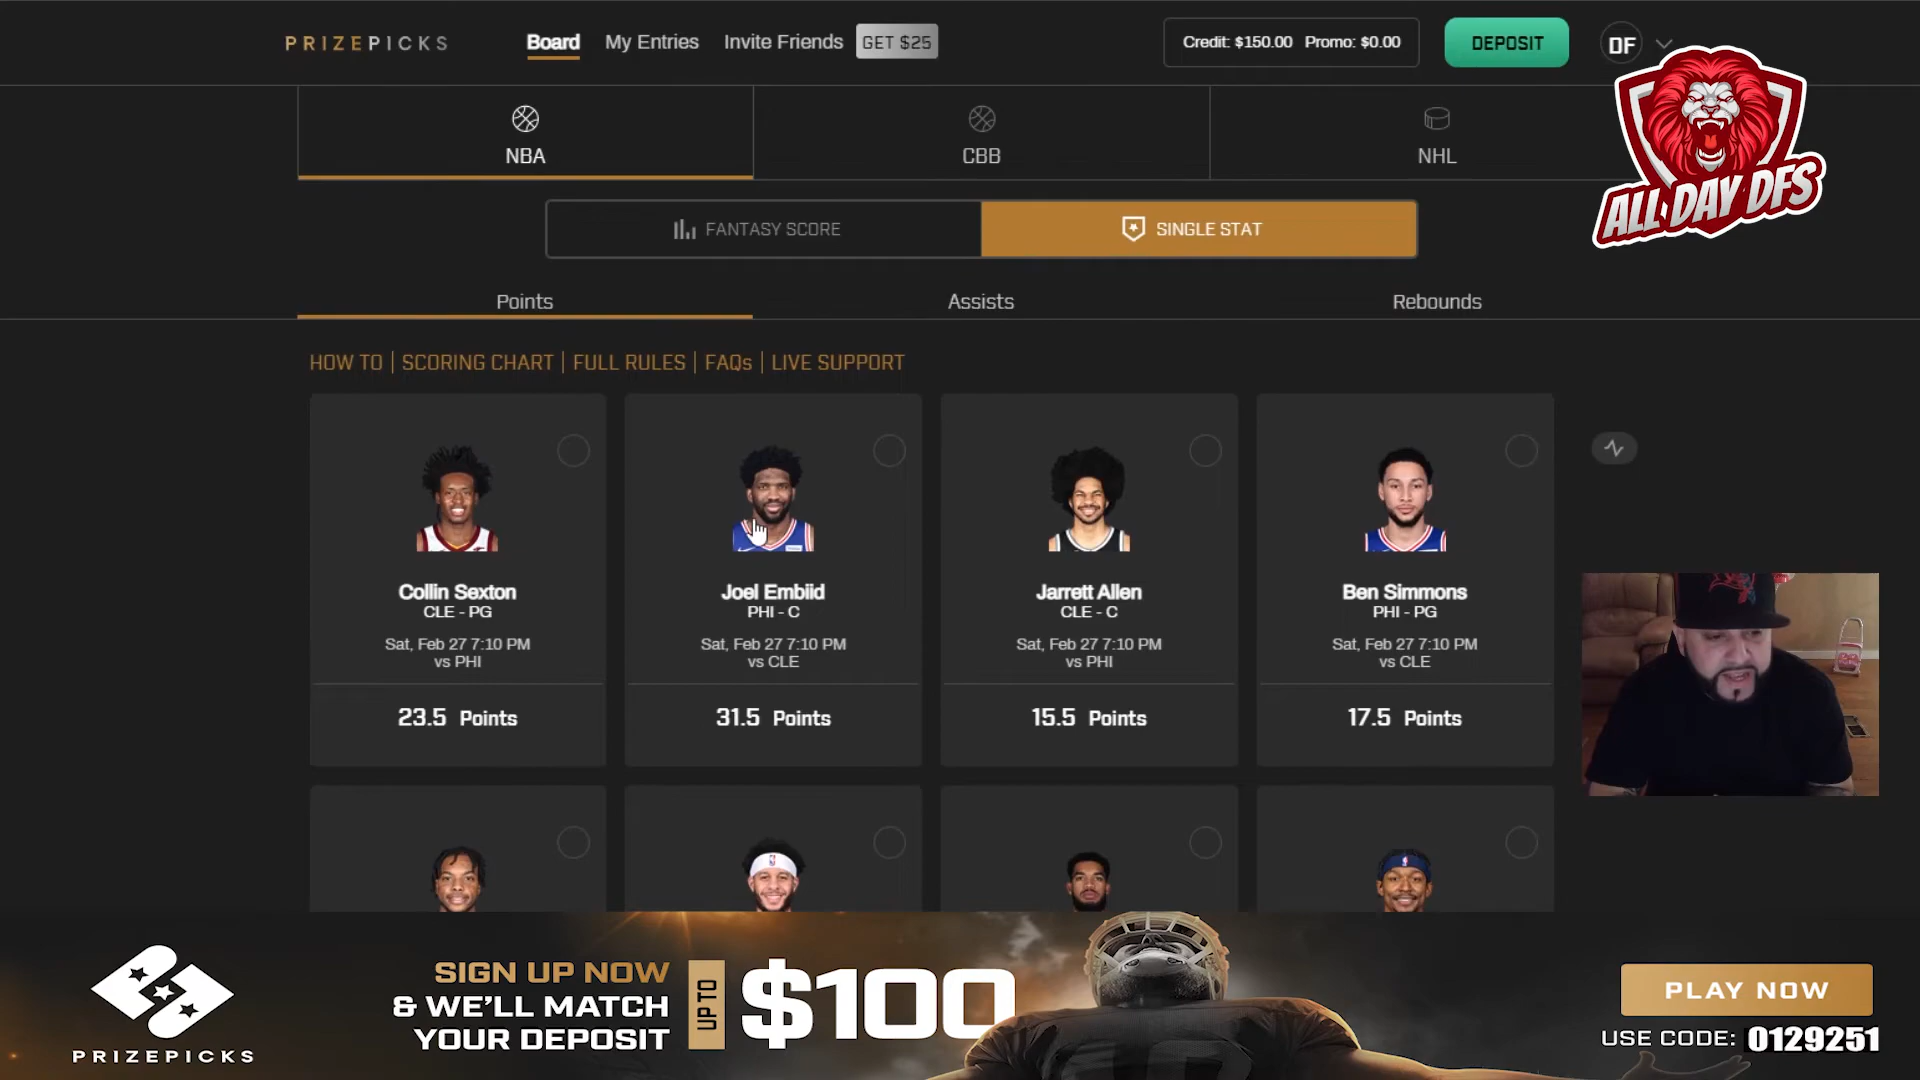 PRIZEPICKS
Board
My Entries
Invite Friends
GET $25
Credit: $150.00 Promo: $0.00
DEPOSIT
DF
ALL DAY DFS
NBA
CBB
NHL
FANTASY SCORE
SINGLE STAT
Points
Assists
Rebounds
HOW TO | SCORING CHART | FULL RULES | FAQs | LIVE SUPPORT
Collin Sexton
CLE - PG
Sat, Feb 27 7:10 PM
vs PHI
23.5 Points
Joel Embiid
PHI - C
Sat, Feb 27 7:10 PM
vs CLE
31.5 Points
Jarrett Allen
CLE - C
Sat, Feb 27 7:10 PM
vs PHI
15.5 Points
Ben Simmons
PHI - PG
Sat, Feb 27 7:10 PM
vs CLE
17.5 Points
PRIZEPICKS
SIGN UP NOW
& WE'LL MATCH
YOUR DEPOSIT
UP TO
$100
PLAY NOW
USE CODE: 0129251